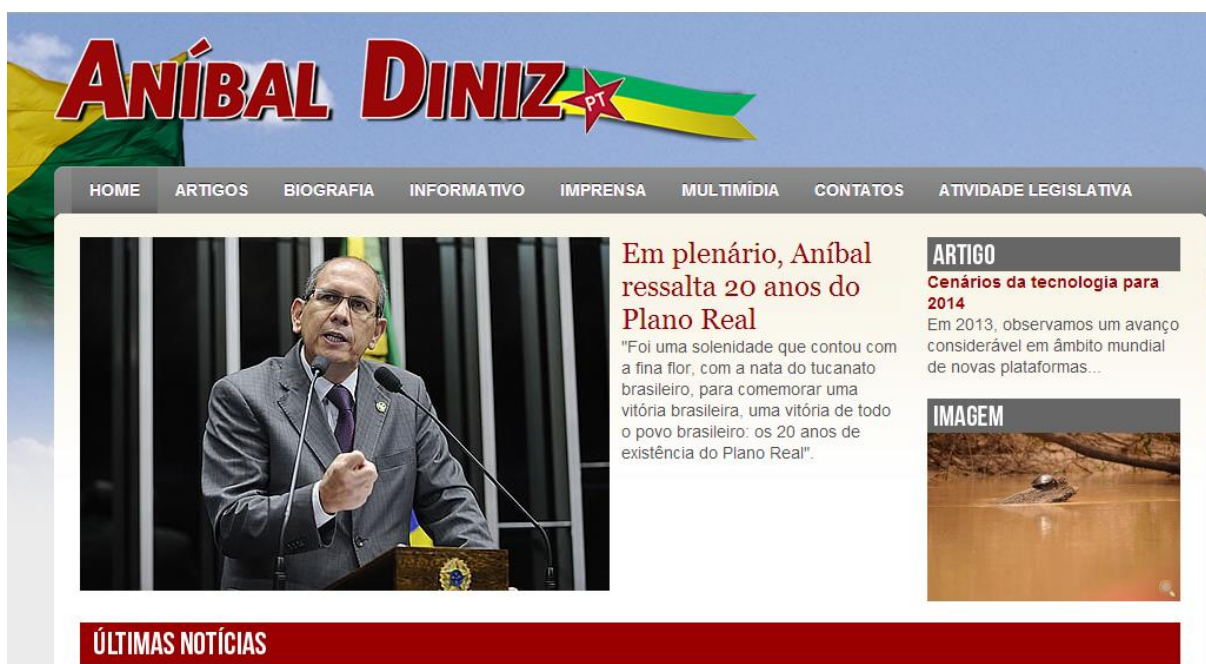 ANÍBAL DINIZ
PT
HOME ARTIGOS BIOGRAFIA INFORMATIVO IMPRENSA MULTIMÍDIA CONTATOS ATIVIDADE LEGISLATIVA
Em plenário, Aníbal
ressalta 20 anos do
Plano Real
"Foi uma solenidade que contou com
a fina flor, com a nata do tucanato
brasileiro, para comemorar uma
vitória brasileira, uma vitória de todo
o povo brasileiro: os 20 anos de
existência do Plano Real".
ARTIGO
Cenários da tecnologia para
2014
Em 2013, observamos um avanço
considerável em âmbito mundial
de novas plataformas...
IMAGEM
ÚLTIMAS NOTÍCIAS